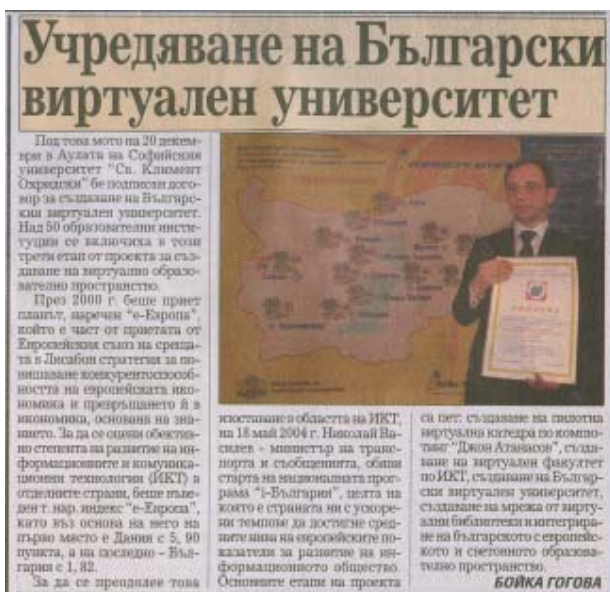 Учредяване на Български
виртуален университет
Под това мото на 20 декем-
ври в Аулата на Софийския
университет "Св. Климент
Охридски" бе подписан дого-
вор за създаване на Българс-
кия виртуален университет.
Над 50 образователни инсти-
туции се включиха в този
трети етап от проекта за съз-
даване на виртуално образо-
вателно пространство.
През 2000 г. беше приет
планът, наречен "е-Европа",
който е част от приетата от
Европейския съюз на среща-
та в Лисабон стратегия за по-
вишаване конкурентоспособ-
ността на европейската ико-
номика и превръщането й в
икономика, основана на зна-
нието. За да се оцени обектив-
но степента на развитие на ин-
формационните и комуника-
ционни технологии (ИКТ) в
отделните страни, беше въве-
ден т. нар. индекс "е-Европа",
като въз основа на него на
първо място е Дания с 5, 90
пункта, а на последно - Бъл-
гария с 1, 82.
За да се преодолее това
изоставане в областта на ИКТ,
на 18 май 2004 г. Николай Ва-
силев - министър на транс-
порта и съобщенията, обяви
старта на националната прог-
рама "i-България", целта на
която е страната ни с ускоре-
ни темпове да достигне сред-
ните нива на европейските по-
казатели за развитие на ин-
формационното общество.
Основните етапи на проекта
са пет: създаване на пилотна
виртуална катедра по компю-
тинг "Джон Атанасов", създа-
ване на виртуален факултет
по ИКТ, създаване на Българс-
ки виртуален университет,
създаване на мрежа от вирту-
ални библиотеки и интегрира-
не на българското с европейс-
кото и световното образова-
телно пространство.
БОЙКА ГОГОВА